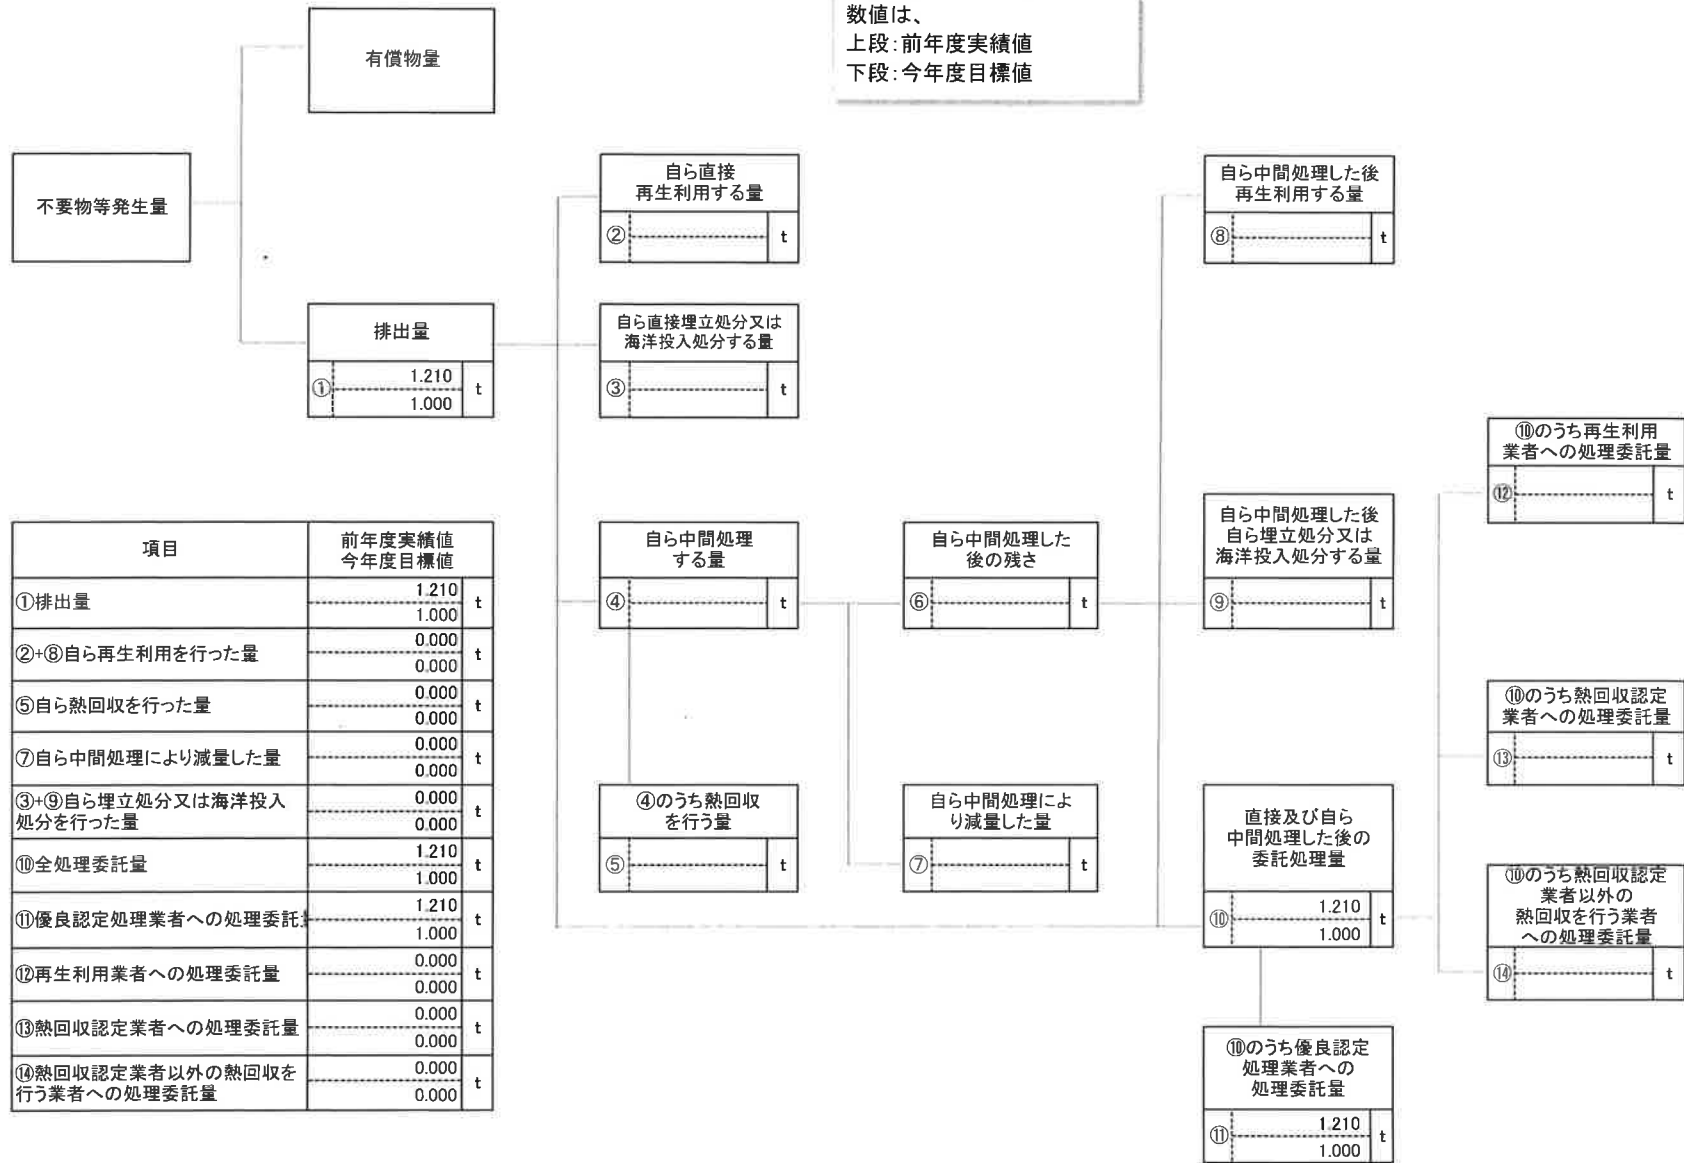 数値は、
上段：前年度実績値
下段：今年度目標値
有償物量
不要物等発生量
排出量
①
1.210
1.000
t
自ら直接
再生利用する量
②
t
自ら直接埋立処分又は
海洋投入処分する量
③
t
自ら中間処理
する量
④
t
④のうち熱回収
を行う量
⑤
t
自ら中間処理した
後の残さ
⑥
t
自ら中間処理によ
り減量した量
⑦
t
自ら中間処理した後
再生利用する量
⑧
t
自ら中間処理した後
自ら埋立処分又は
海洋投入処分する量
⑨
t
直接及び自ら
中間処理した後の
委託処理量
⑩
1.210
1.000
t
⑩のうち優良認定
処理業者への
処理委託量
⑪
1.210
1.000
t
⑩のうち再生利用
業者への処理委託量
⑫
t
⑩のうち熱回収認定
業者への処理委託量
⑬
t
⑩のうち熱回収認定
業者以外の
熱回収を行う業者
への処理委託量
⑭
t
項目
前年度実績値
今年度目標値
①排出量
1.210
1.000
t
②+⑧自ら再生利用を行った量
0.000
0.000
t
⑤自ら熱回収を行った量
0.000
0.000
t
⑦自ら中間処理により減量した量
0.000
0.000
t
③+⑨自ら埋立処分又は海洋投入
処分を行った量
0.000
0.000
t
⑩全処理委託量
1.210
1.000
t
⑪優良認定処理業者への処理委託
1.210
1.000
t
⑫再生利用業者への処理委託量
0.000
0.000
t
⑬熱回収認定業者への処理委託量
0.000
0.000
t
⑭熱回収認定業者以外の熱回収を
行う業者への処理委託量
0.000
0.000
t